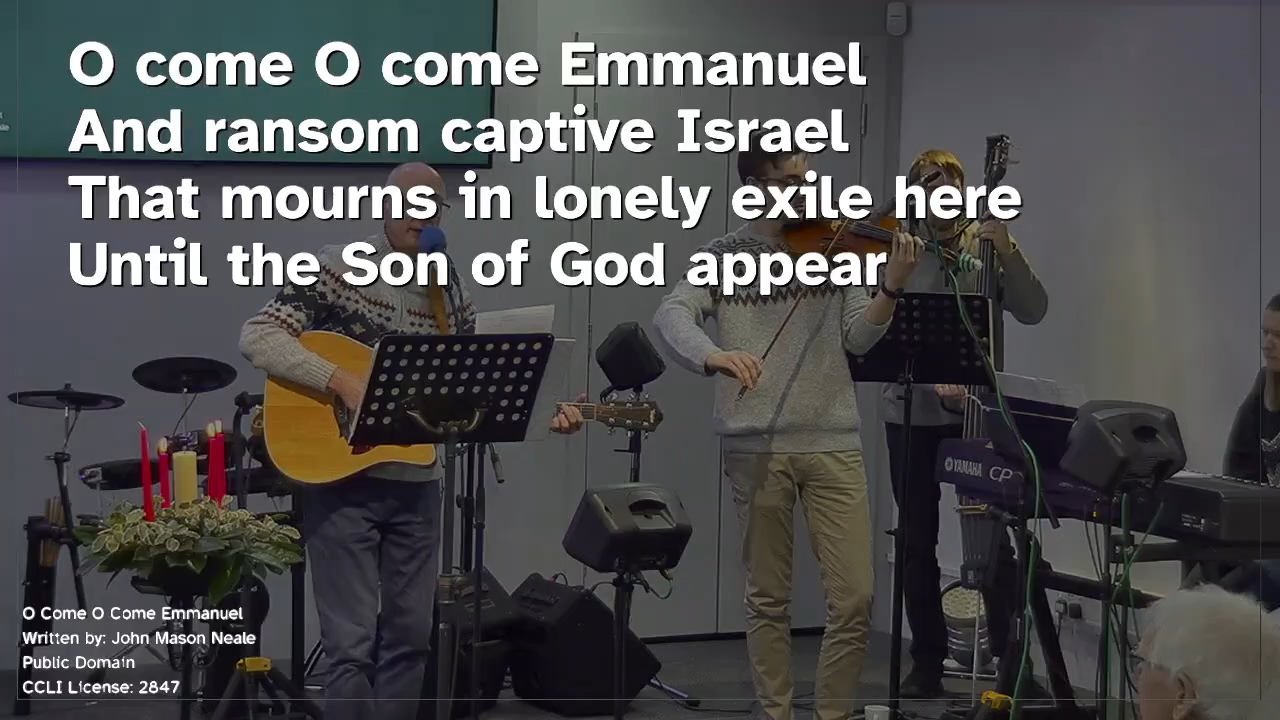 O come O come Emmanuel
And ransom captive Israel
That mourns in lonely exile here
Until the Son of God appear
YAMAHA CP
O Come O Come Emmanuel
Written by: John Mason Neale
Public Domain
CCLI License: 2847